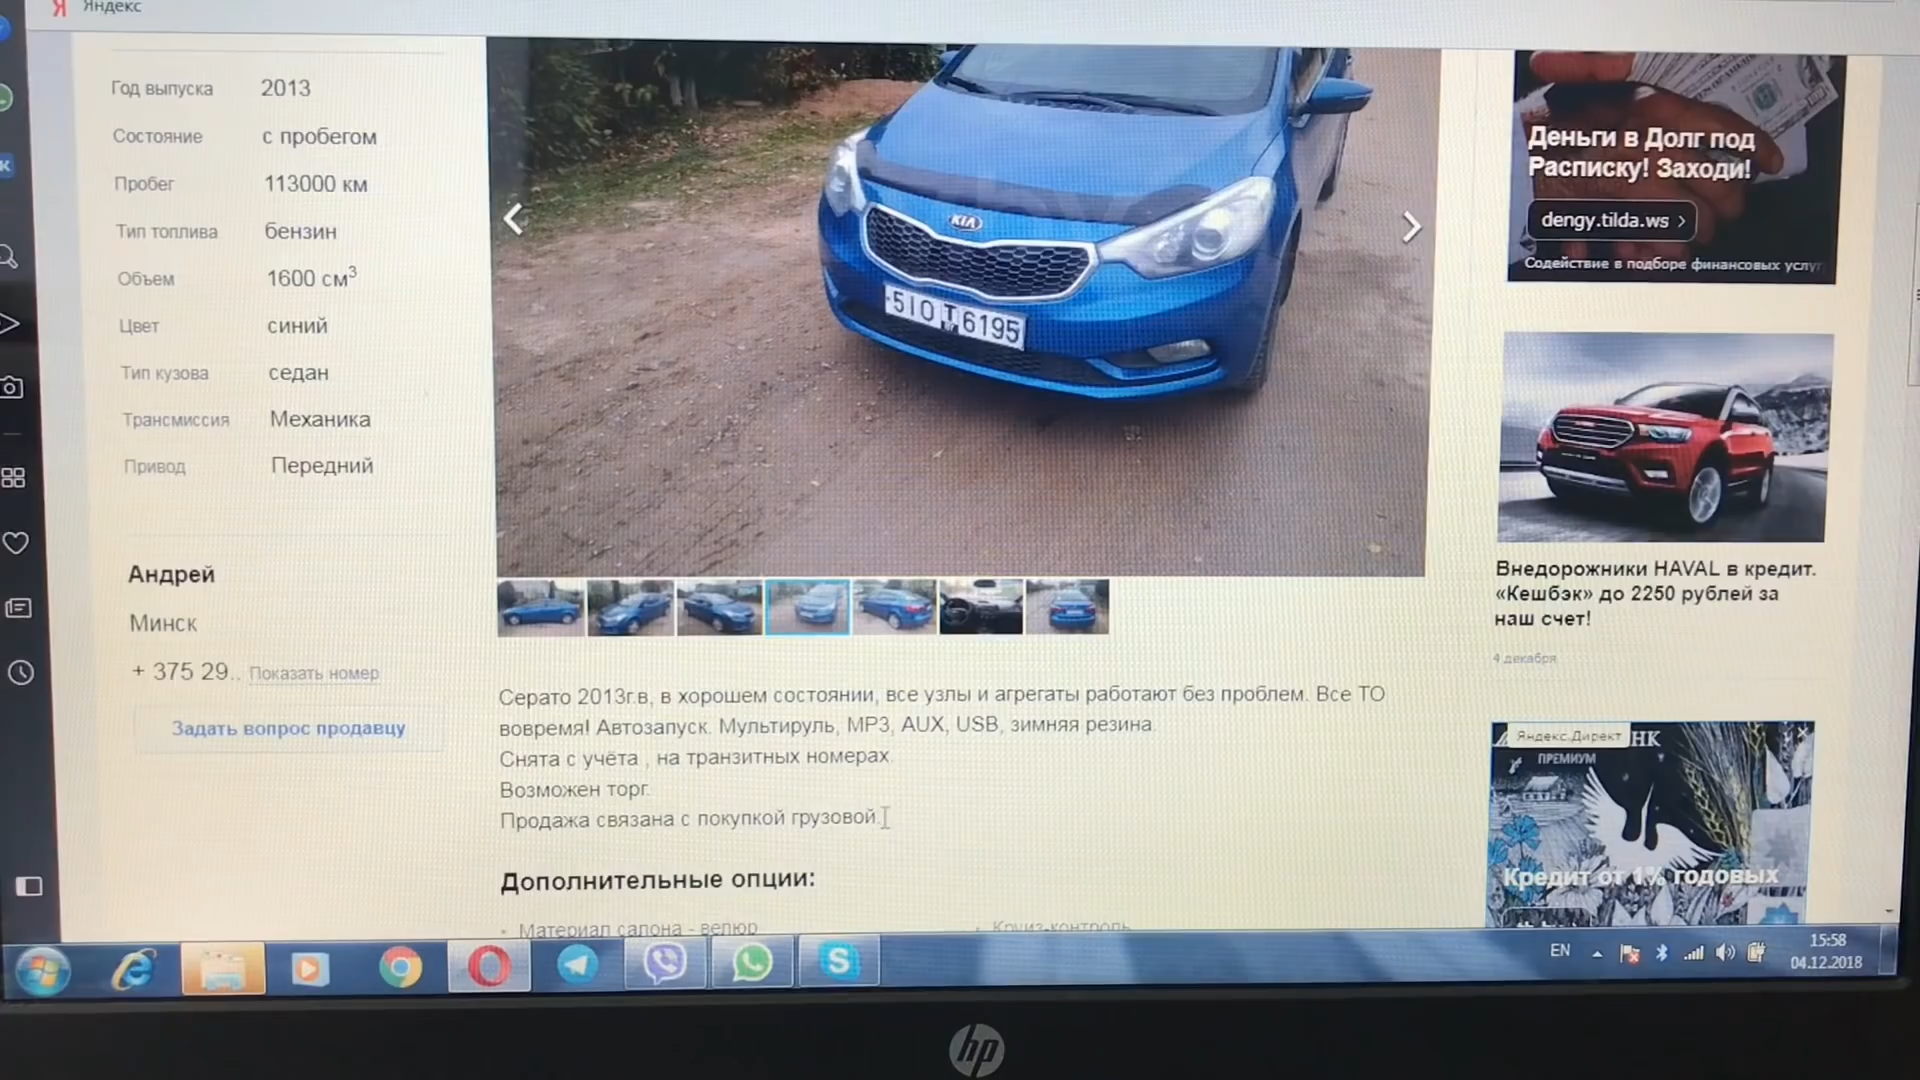 Яндекс
Год выпуска 2013
Состояние с пробегом
Пробег 113000 км
Тип топлива бензин
Объем 1600 см³
Цвет синий
Тип кузова седан
Трансмиссия Механика
Привод Передний
Андрей
Минск
+ 375 29.. Показать номер
Задать вопрос продавцу
KIA
510 T 6195
Серато 2013г.в, в хорошем состоянии, все узлы и агрегаты работают без проблем. Все ТО
вовремя! Автозапуск. Мультируль, MP3, AUX, USB, зимняя резина.
Снята с учёта , на транзитных номерах.
Возможен торг.
Продажа связана с покупкой грузовой.
Дополнительные опции:
Материал салона - велюр
Круиз-контроль
Деньги в Долг под
Расписку! Заходи!
dengy.tilda.ws
Содействие в подборе финансовых услуг
Внедорожники HAVAL в кредит.
«Кешбэк» до 2250 рублей за
наш счет!
4 декабря
Яндекс.Директ
НК
ПРЕМИУМ
Кредит от 1% годовых
EN
15:58
04.12.2018
hp